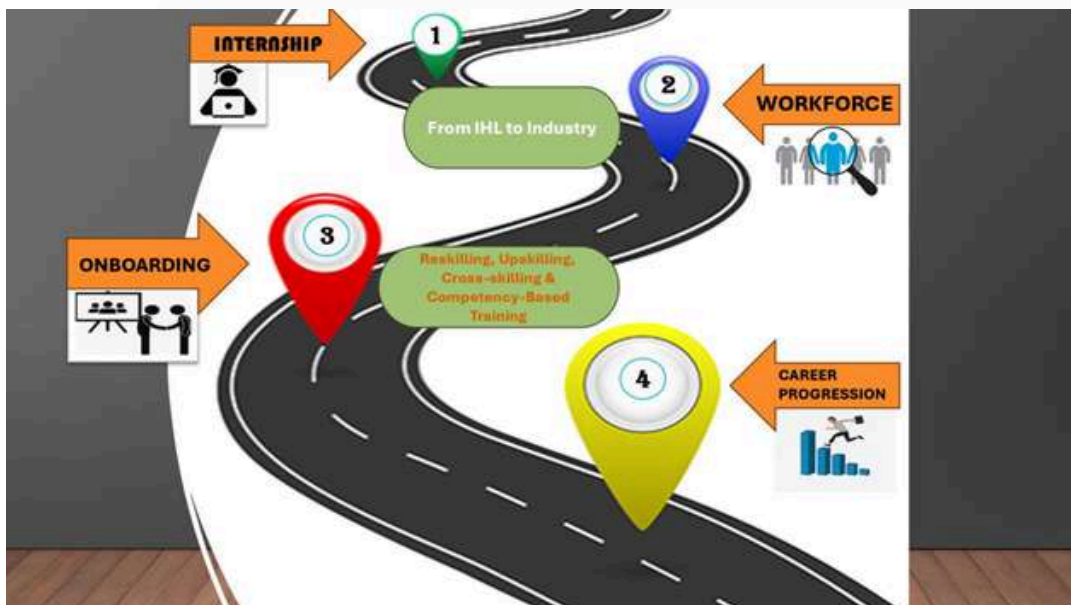 INTERNSHIP
1
2
WORKFORCE
From IHL to Industry
3
ONBOARDING
Reskilling, Upskilling,
Cross-skilling &
Competency-Based
Training
4
CAREER
PROGRESSION